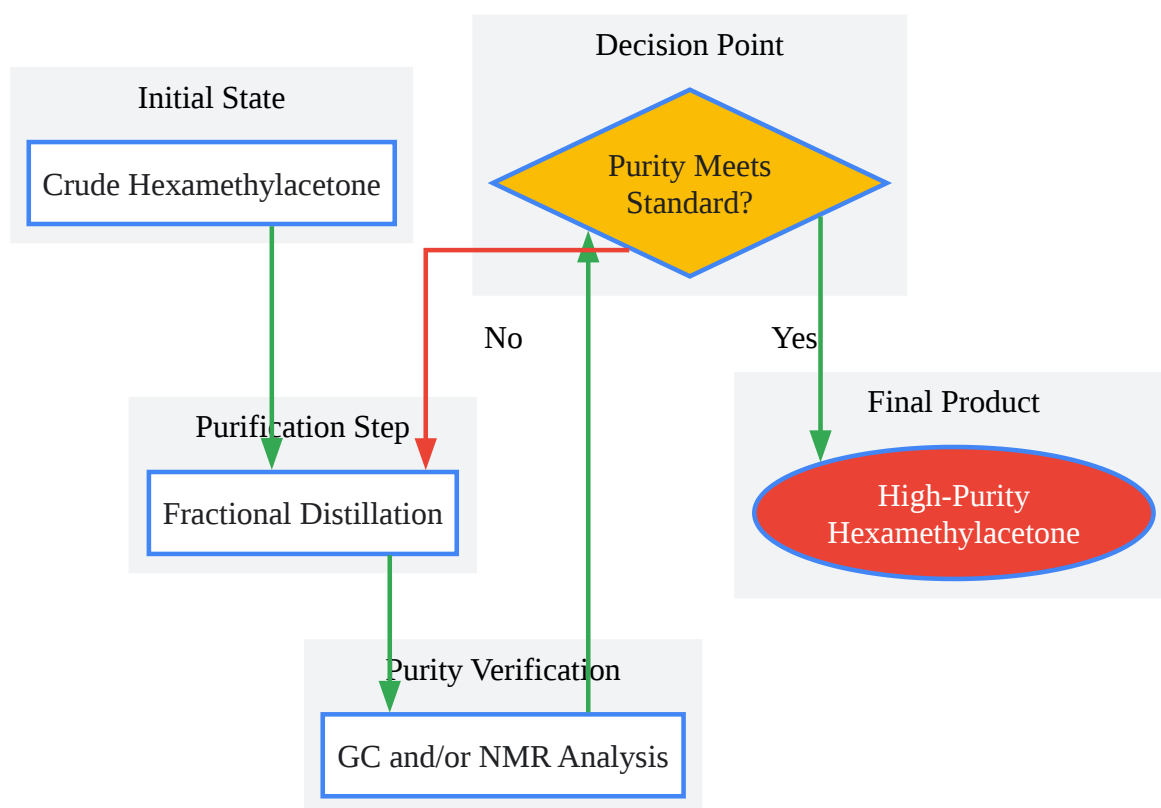 Decision Point
Purity Meets
Standard?
Initial State
Crude Hexamethylacetone
No
Yes
Purification Step
Fractional Distillation
Final Product
High-Purity
Hexamethylacetone
Purity Verification
GC and/or NMR Analysis